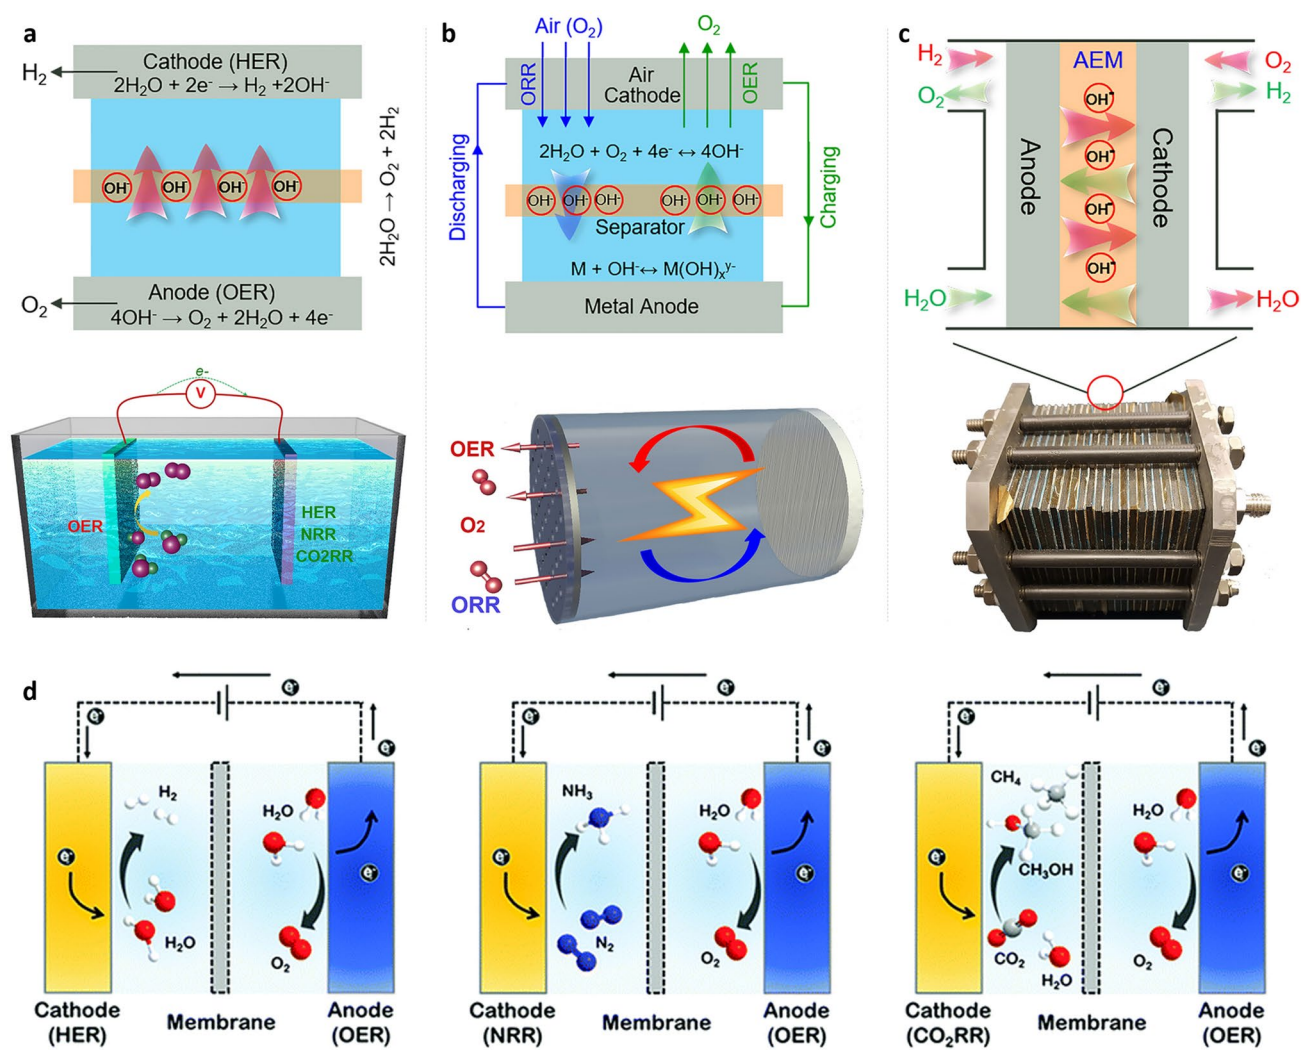 a
Cathode (HER)
H₂
2H₂O + 2e⁻ → H₂ +2OH⁻
OH⁻ OH⁻ OH⁻ OH⁻
2H₂O → O₂ + 2H₂
Anode (OER)
O₂
4OH⁻ → O₂ + 2H₂O + 4e⁻
e-
V
OER
HER
NRR
CO2RR
b
Air (O₂)
O₂
ORR
Air
Cathode
OER
2H₂O + O₂ + 4e⁻ ↔ 4OH⁻
Discharging
Charging
OH⁻ OH⁻ OH⁻ OH⁻ OH⁻ OH⁻
Separator
M + OH⁻ ↔ M(OH)ₓʸ⁻
Metal Anode
OER
O₂
ORR
c
H₂
O₂
AEM
O₂
H₂
OH⁻
OH⁻
OH⁻
OH⁻
Anode
Cathode
H₂O
H₂O
d
e⁻
e⁻
e⁻
H₂
H₂O
e⁻
e⁻
H₂O
O₂
Cathode
(HER)
Membrane
Anode
(OER)
e⁻
e⁻
e⁻
NH₃
H₂O
e⁻
e⁻
N₂
O₂
Cathode
(NRR)
Membrane
Anode
(OER)
e⁻
e⁻
e⁻
CH₄
H₂O
e⁻
CH₃OH
e⁻
CO₂
H₂O
O₂
Cathode
(CO₂RR)
Membrane
Anode
(OER)